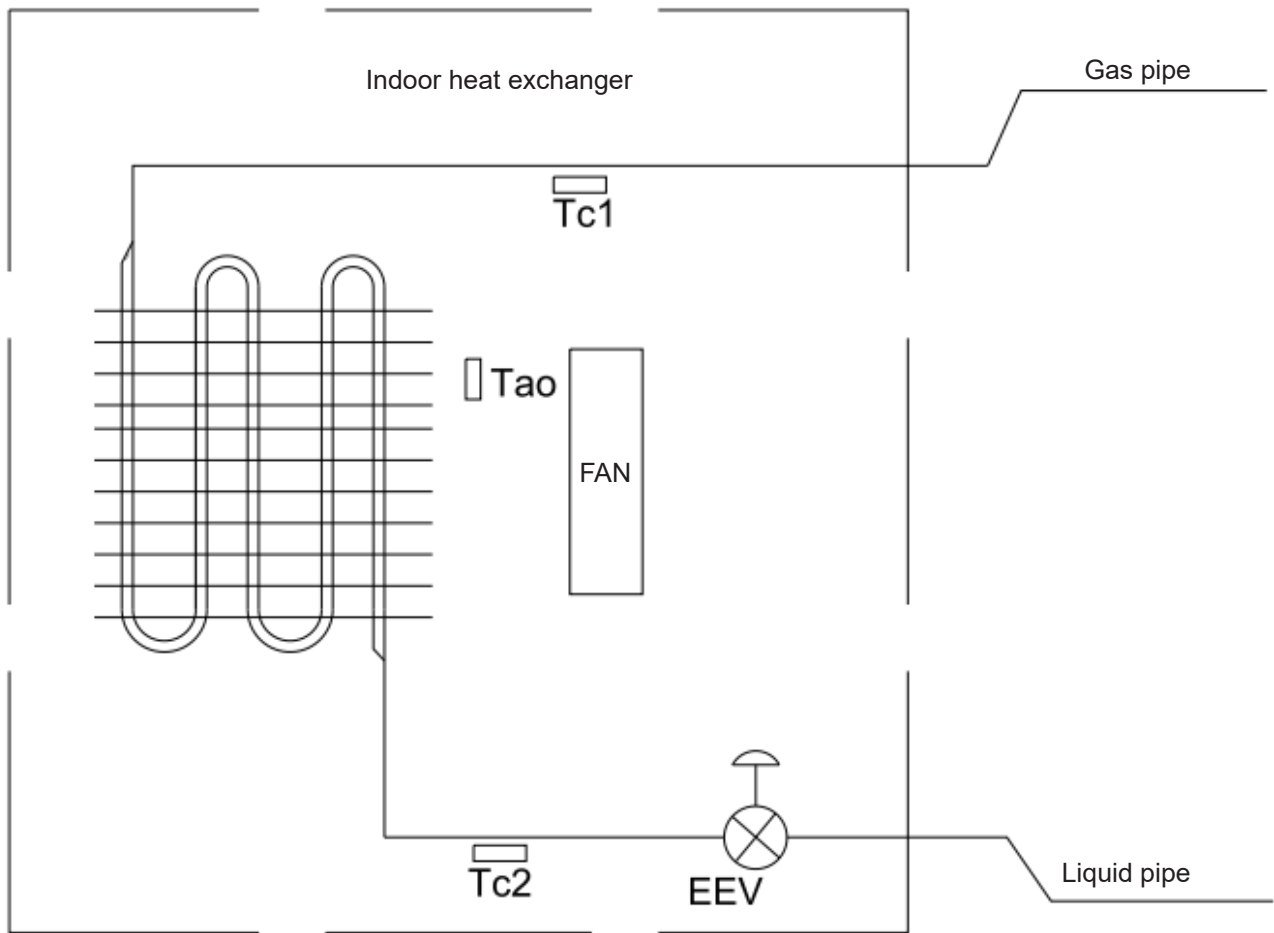 Gas pipe
Indoor heat exchanger
Tc1
Tao
FAN
Liquid pipe
Tc2
EEV